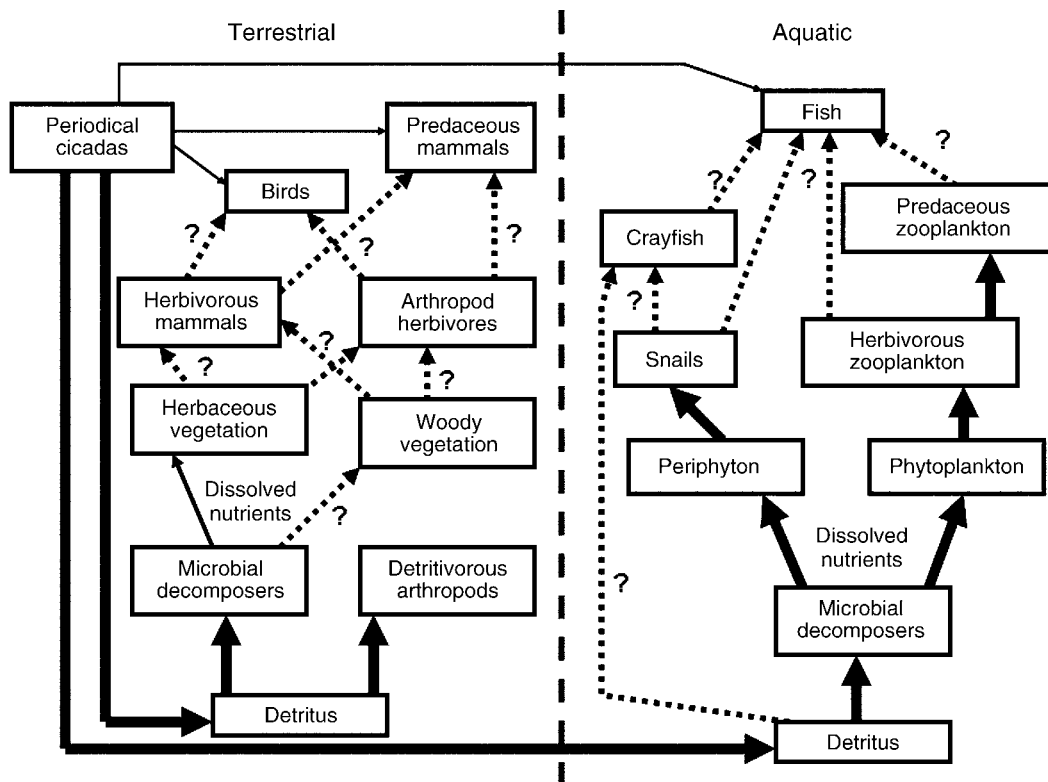 Terrestrial
Aquatic
Periodical
cicadas
Predaceous
mammals
Fish
?
Birds
?
?
Predaceous
zooplankton
?
?
?
Crayfish
Herbivorous
mammals
Arthropod
herbivores
?
Herbivorous
zooplankton
?
Snails
?
?
Herbaceous
vegetation
Woody
vegetation
Periphyton
Phytoplankton
Dissolved
nutrients
?
Dissolved
nutrients
Microbial
decomposers
Detritivorous
arthropods
?
Microbial
decomposers
Detritus
Detritus